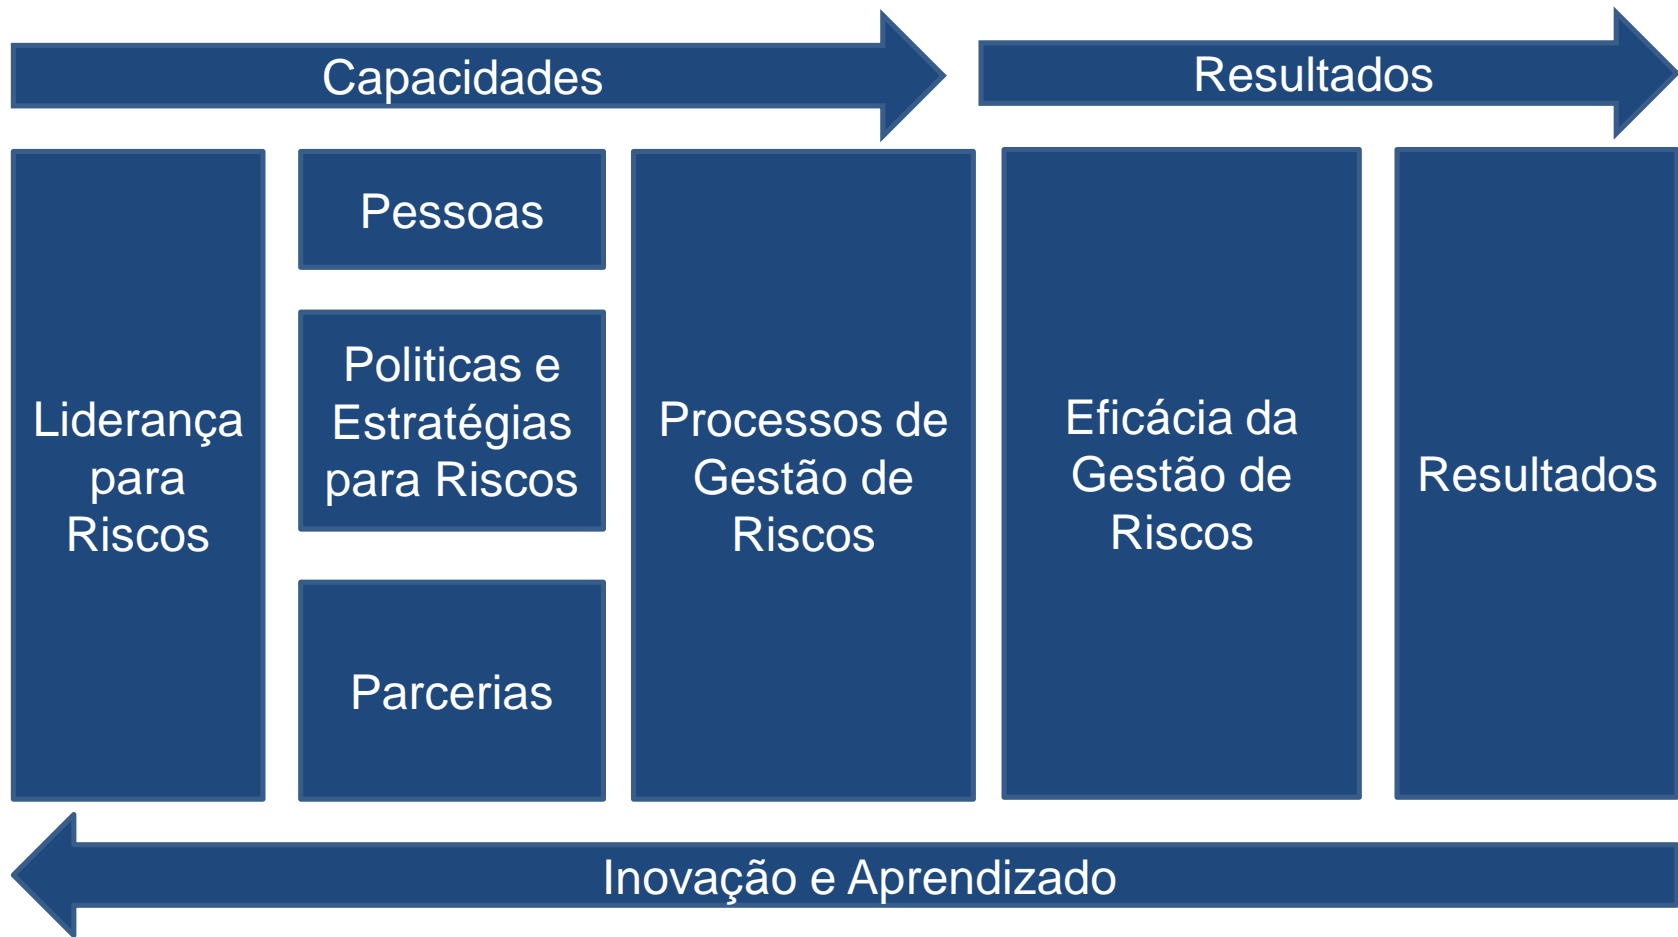 Capacidades
Resultados
Liderança
para
Riscos
Pessoas
Politicas e
Estratégias
para Riscos
Parcerias
Processos de
Gestão de
Riscos
Eficácia da
Gestão de
Riscos
Resultados
Inovação e Aprendizado